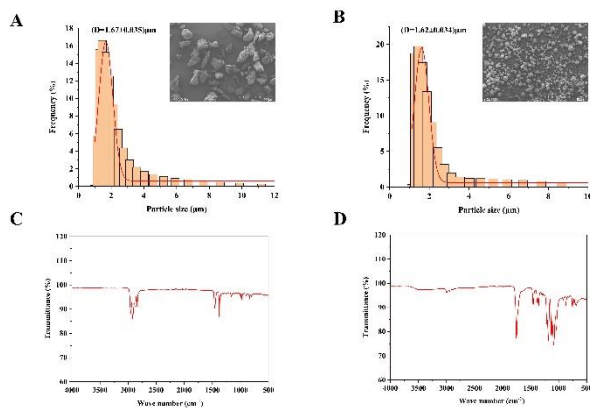 A
(D=1.67±0.035)μm
Frequency (%)
18
16
14
12
10
8
6
4
2
0
0 2 4 6 8 10 12
Particle size (μm)
B
(D=1.62±0.034)μm
Frequency (%)
20
15
10
5
0
0 2 4 6 8 10
Particle size (μm)
C
Transmittance (%)
120
110
100
90
80
70
60
4000 3500 3000 2500 2000 1500 1000 500
Wave number (cm⁻¹)
D
Transmittance (%)
120
110
100
90
80
70
60
4000 3500 3000 2500 2000 1500 1000 500
Wave number (cm⁻¹)